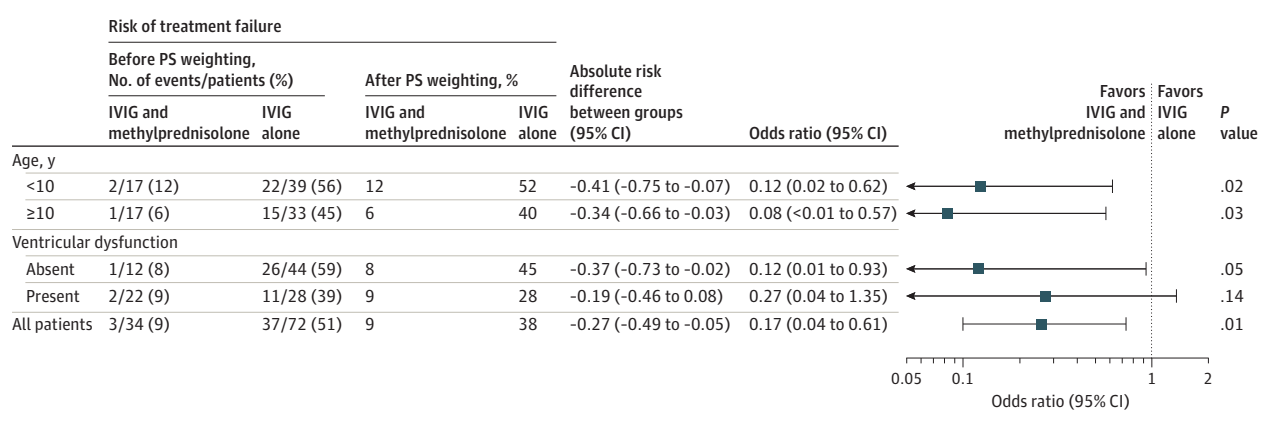 Risk of treatment failure
Before PS weighting,
No. of events/patients (%)
After PS weighting, %
Absolute risk
difference
between groups
(95% CI)
Odds ratio (95% CI)
IVIG and
methylprednisolone
IVIG
alone
IVIG and
methylprednisolone
IVIG
alone
Favors
IVIG and
methylprednisolone
Favors
IVIG
alone
P
value
Age, y
<10 2/17 (12) 22/39 (56) 12 52 -0.41 (-0.75 to -0.07) 0.12 (0.02 to 0.62) .02
≥10 1/17 (6) 15/33 (45) 6 40 -0.34 (-0.66 to -0.03) 0.08 (<0.01 to 0.57) .03
Ventricular dysfunction
Absent 1/12 (8) 26/44 (59) 8 45 -0.37 (-0.73 to -0.02) 0.12 (0.01 to 0.93) .05
Present 2/22 (9) 11/28 (39) 9 28 -0.19 (-0.46 to 0.08) 0.27 (0.04 to 1.35) .14
All patients 3/34 (9) 37/72 (51) 9 38 -0.27 (-0.49 to -0.05) 0.17 (0.04 to 0.61) .01
0.05 0.1 1 2
Odds ratio (95% CI)